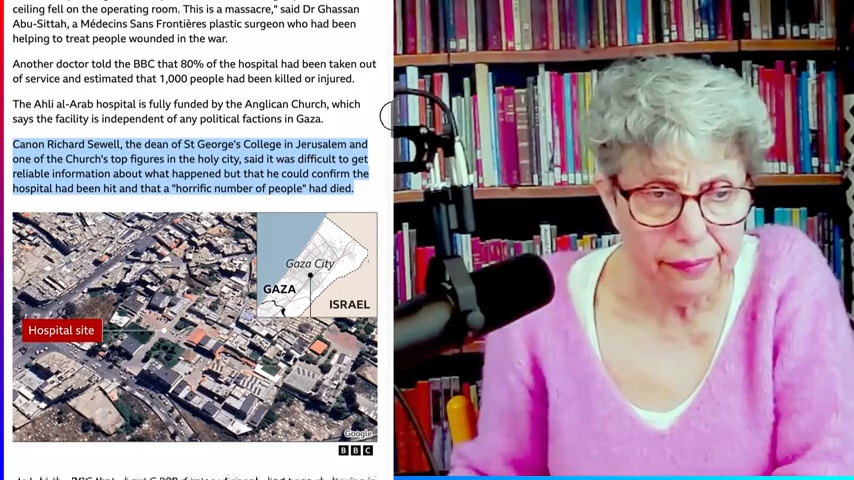 ceiling fell on the operating room. This is a massacre," said Dr Ghassan
Abu-Sittah, a Médecins Sans Frontières plastic surgeon who had been
helping to treat people wounded in the war.
Another doctor told the BBC that 80% of the hospital had been taken out
of service and estimated that 1,000 people had been killed or injured.
The Ahli al-Arab hospital is fully funded by the Anglican Church, which
says the facility is independent of any political factions in Gaza.
Canon Richard Sewell, the dean of St George's College in Jerusalem and
one of the Church's top figures in the holy city, said it was difficult to get
reliable information about what happened but that he could confirm the
hospital had been hit and that a "horrific number of people" had died.
Gaza City
GAZA
ISRAEL
Hospital site
Google
BBC